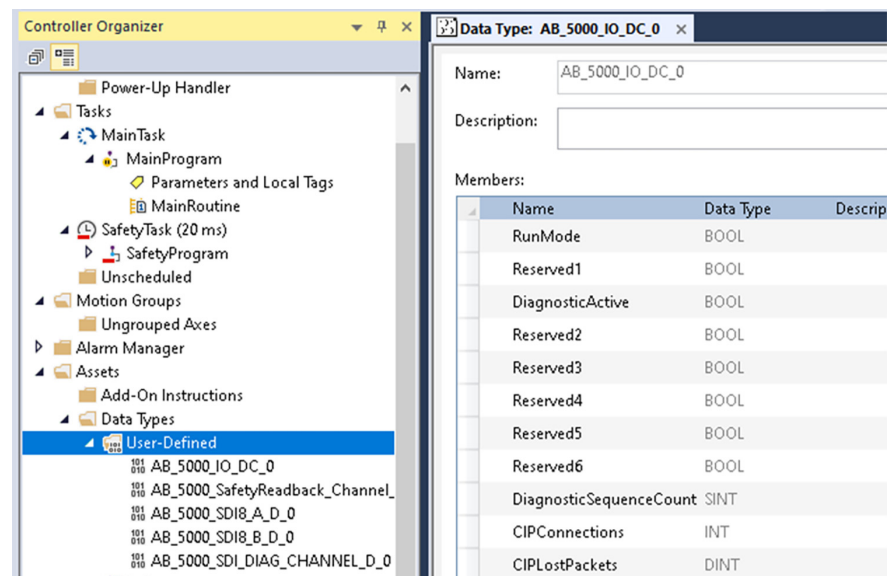 Controller Organizer
Power-Up Handler
Tasks
MainTask
MainProgram
Parameters and Local Tags
MainRoutine
SafetyTask (20 ms)
SafetyProgram
Unscheduled
Motion Groups
Ungrouped Axes
Alarm Manager
Assets
Add-On Instructions
Data Types
User-Defined
AB_5000_IO_DC_0
AB_5000_SafetyReadback_Channel_
AB_5000_SDI8_A_D_0
AB_5000_SDI8_B_D_0
AB_5000_SDI_DIAG_CHANNEL_D_0
Data Type: AB_5000_IO_DC_0
Name: AB_5000_IO_DC_0
Description:
Members:
Name Data Type Descrip
RunMode BOOL
Reserved1 BOOL
DiagnosticActive BOOL
Reserved2 BOOL
Reserved3 BOOL
Reserved4 BOOL
Reserved5 BOOL
Reserved6 BOOL
DiagnosticSequenceCount SINT
CIPConnections INT
CIPLostPackets DINT